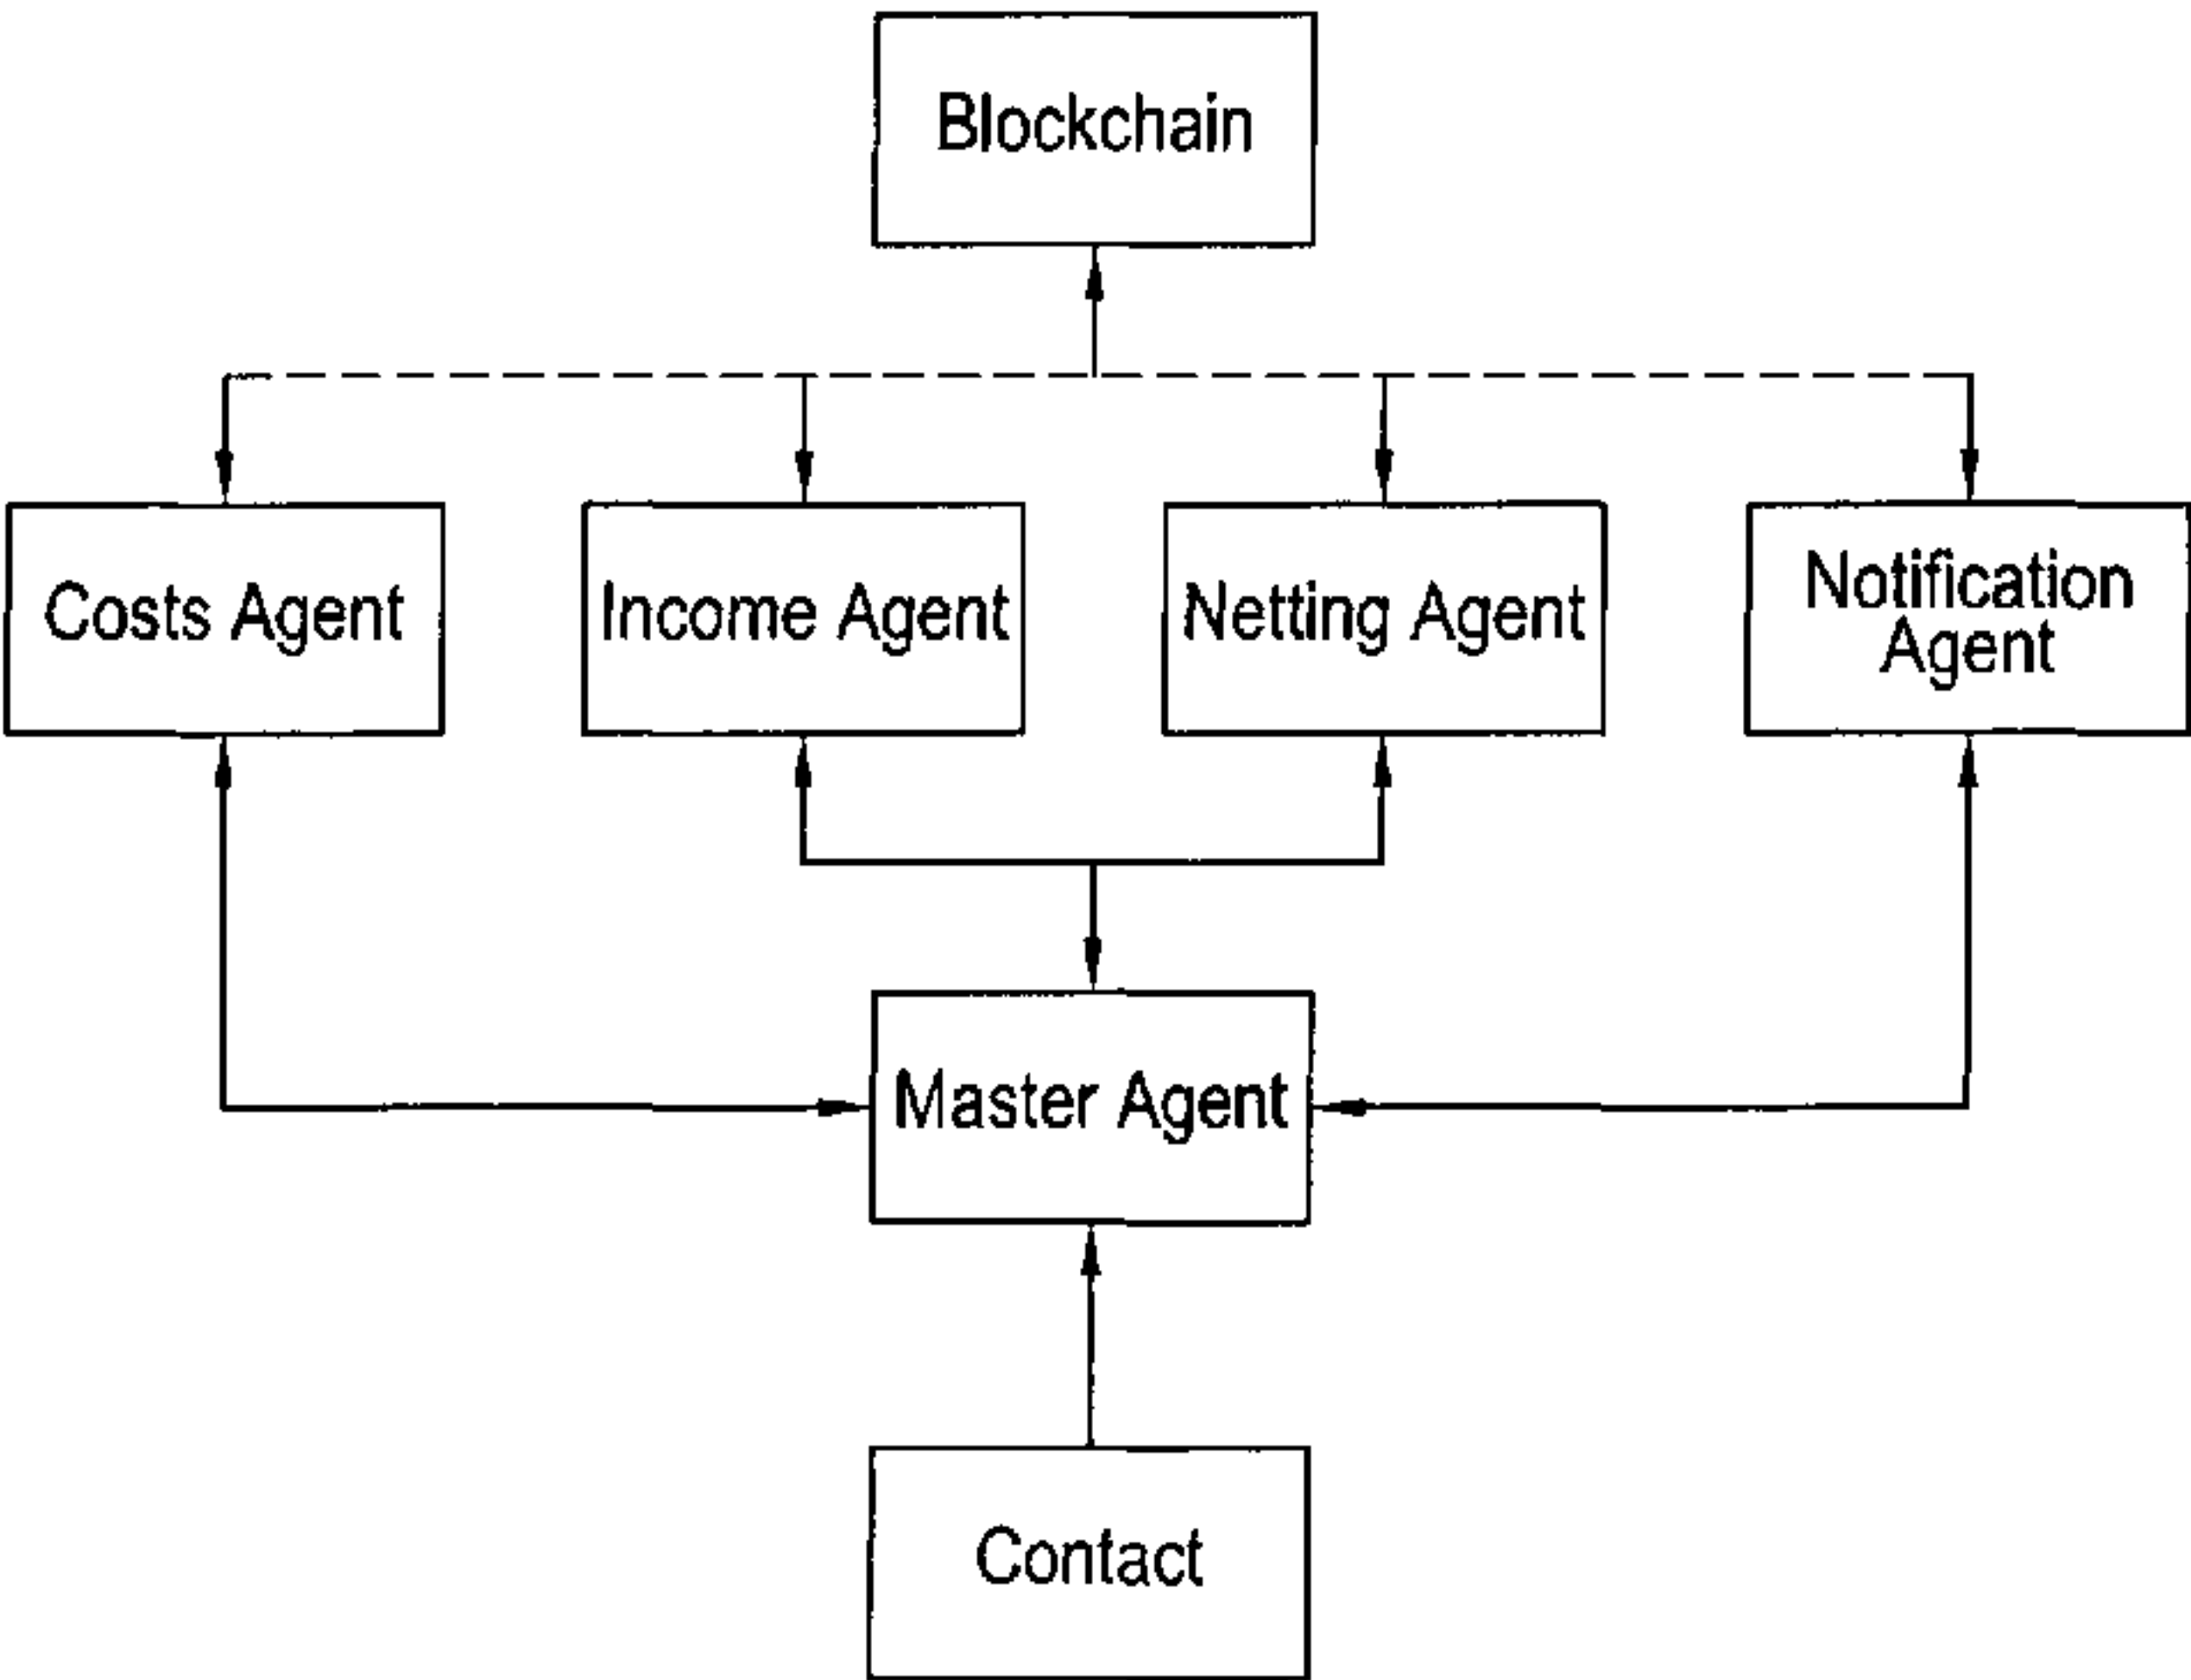 Blockchain
Costs Agent
Income Agent
Netting Agent
Notification
Agent
Master Agent
Contact